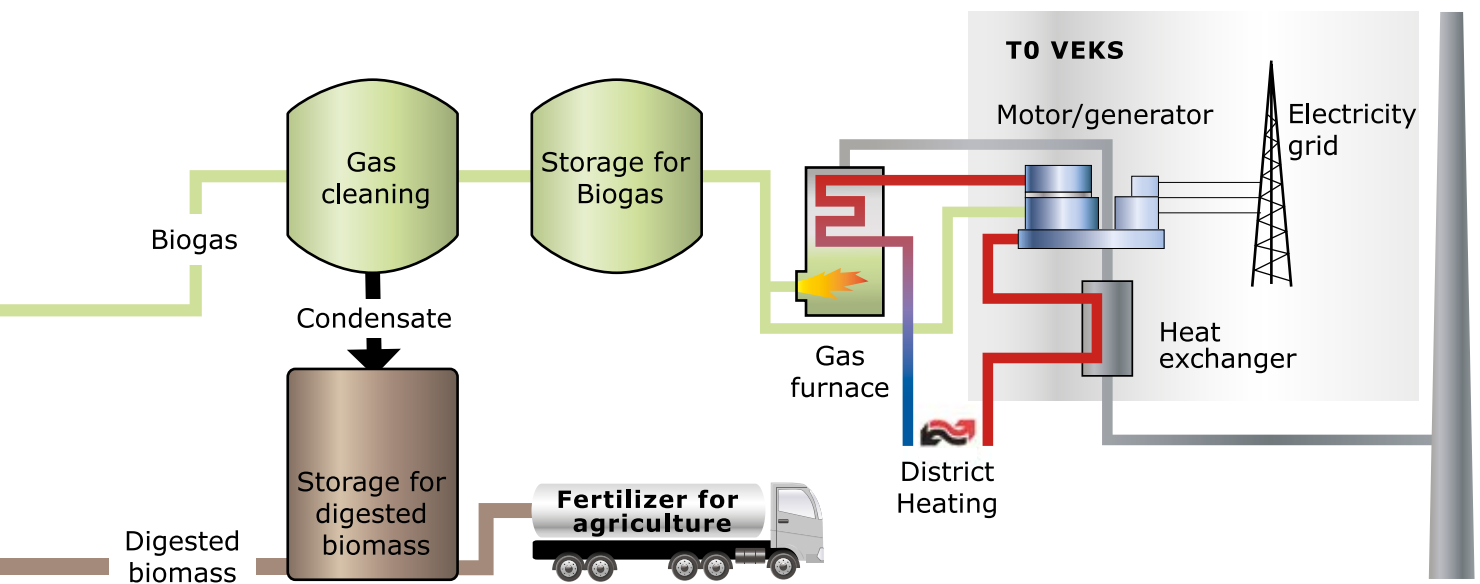 T0 VEKS
Motor/generator
Electricity
grid
Gas
cleaning
Storage for
Biogas
Biogas
Condensate
Heat
exchanger
Gas
furnace
District
Heating
Storage for
digested
biomass
Fertilizer for
agriculture
Digested
biomass